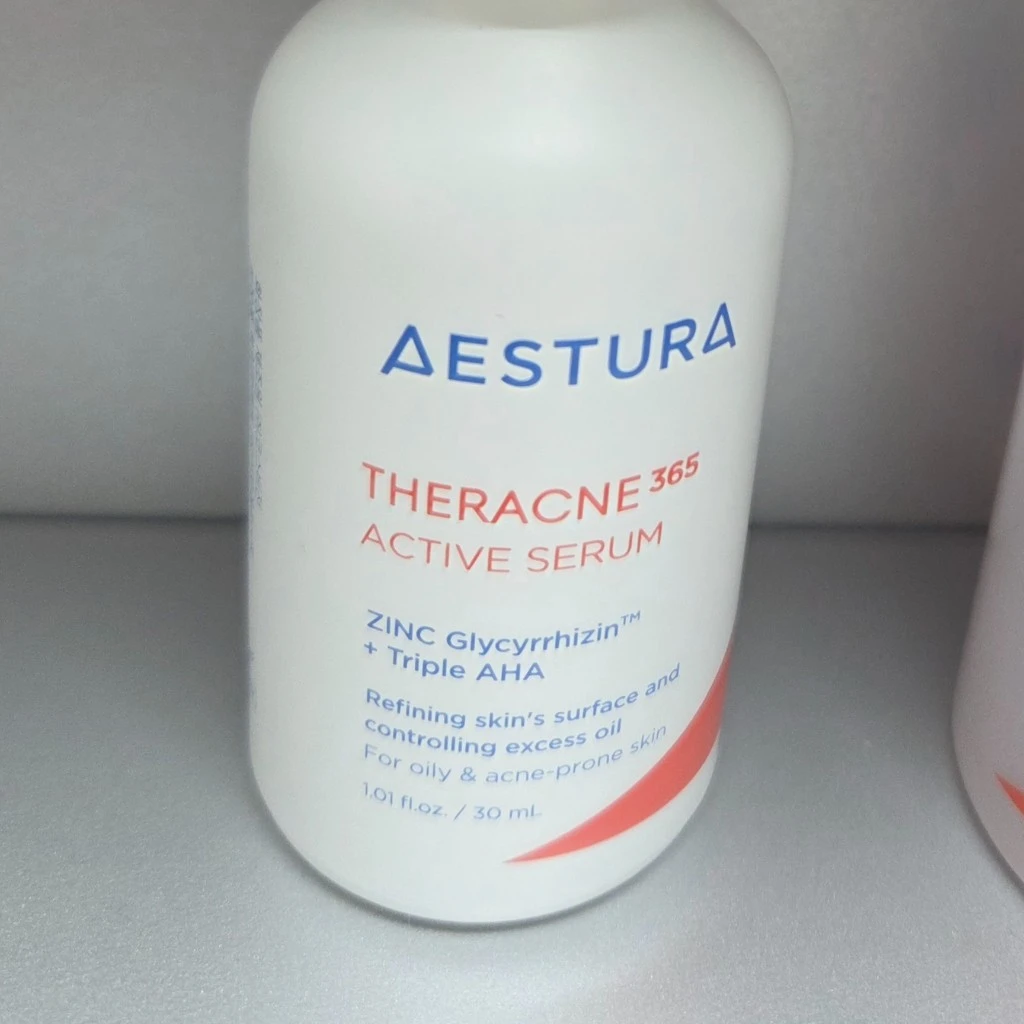 AESTURA
THERACNE 365
ACTIVE SERUM
ZINC Glycyrrhizin™
+ Triple AHA
Refining skin's surface and
controlling excess oil
For oily & acne-prone skin
1.01 fl.oz. / 30 mL